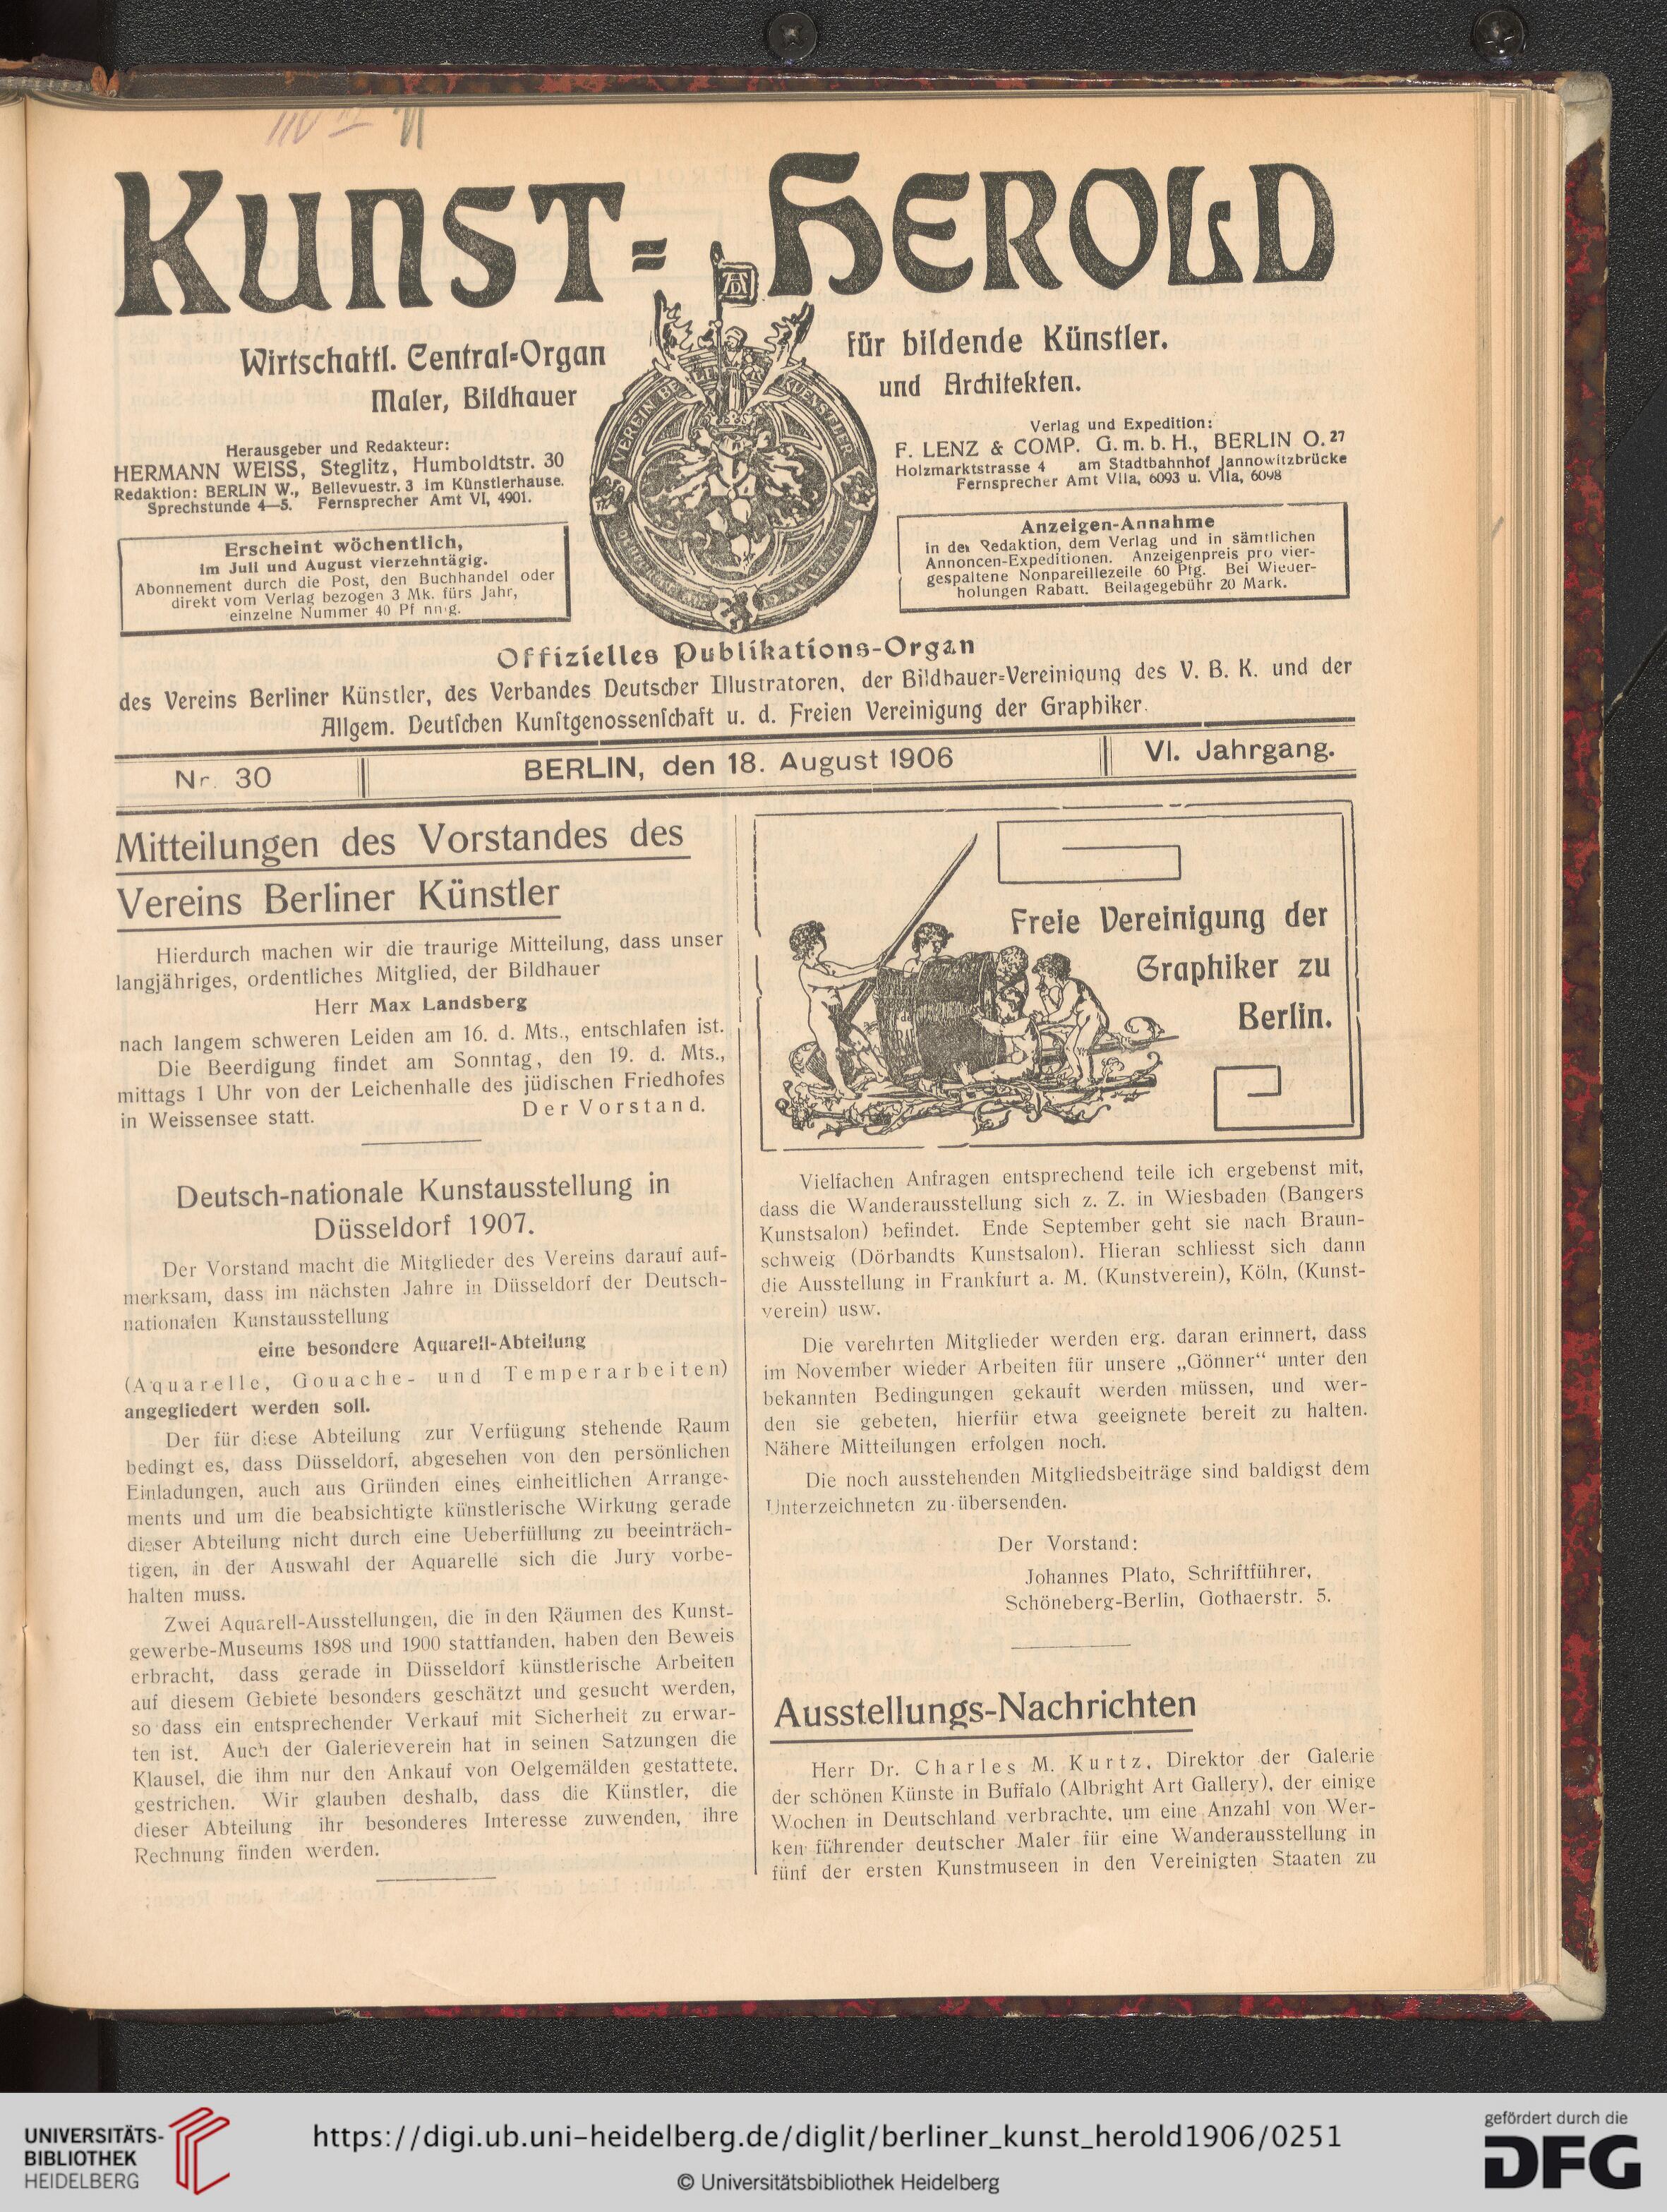 KUNST=HEROLD
Wirtschaftl. Central=Organ für bildende Künstler.
Maler, Bildhauer und Architekten.
Herausgeber und Redakteur:
HERMANN WEISS, Steglitz, Humboldtstr. 30
Redaktion: BERLIN W., Bellevuestr. 3 im Künstlerhause.
Sprechstunde 4—5. Fernsprecher Amt VI, 4901.
Erscheint wöchentlich,
im Juli und August vierzehntägig.
Abonnement durch die Post, den Buchhandel oder
direkt vom Verlag bezogen 3 Mk. fürs Jahr,
einzelne Nummer 40 Pf nnig.
VEREIN BERLINER KUENSTLER
Verlag und Expedition:
F. LENZ & COMP. G. m. b. H., BERLIN O. 27
Holzmarktstrasse 4 am Stadtbahnhof Jannowitzbrücke
Fernsprecher Amt VIIa, 6093 u. VIIa, 6098
Anzeigen-Annahme
in der Redaktion, dem Verlag und in sämtlichen
Annoncen-Expeditionen. Anzeigenpreis pro vier-
gespaltene Nonpareillezeile 60 Pfg. Bei Wieder-
holungen Rabatt. Beilagegebühr 20 Mark.
Offizielles Publikations-Organ
des Vereins Berliner Künstler, des Verbandes Deutscher Illustratoren, der Bildhauer=Vereinigung des V. B. K. und der
Allgem. Deutschen Kunstgenossenschaft u. d. Freien Vereinigung der Graphiker.
Nr. 30 BERLIN, den 18. August 1906 VI. Jahrgang.
Mitteilungen des Vorstandes des
Vereins Berliner Künstler
Hierdurch machen wir die traurige Mitteilung, dass unser
langjähriges, ordentliches Mitglied, der Bildhauer
Herr Max Landsberg
nach langem schweren Leiden am 16. d. Mts., entschlafen ist.
Die Beerdigung findet am Sonntag, den 19. d. Mts.,
mittags 1 Uhr von der Leichenhalle des jüdischen Friedhofes
in Weissensee statt. Der Vorstand.
Deutsch-nationale Kunstausstellung in
Düsseldorf 1907.
Der Vorstand macht die Mitglieder des Vereins darauf auf-
merksam, dass im nächsten Jahre in Düsseldorf der Deutsch-
nationalen Kunstausstellung
eine besondere Aquarell-Abteilung
(Aquarelle, Gouache- und Temperarbeiten)
angegliedert werden soll.
Der für diese Abteilung zur Verfügung stehende Raum
bedingt es, dass Düsseldorf, abgesehen von den persönlichen
Einladungen, auch aus Gründen eines einheitlichen Arrange-
ments und um die beabsichtigte künstlerische Wirkung gerade
dieser Abteilung nicht durch eine Ueberfüllung zu beeinträch-
tigen, in der Auswahl der Aquarelle sich die Jury vorbe-
halten muss.
Zwei Aquarell-Ausstellungen, die in den Räumen des Kunst-
gewerbe-Museums 1898 und 1900 stattfanden, haben den Beweis
erbracht, dass gerade in Düsseldorf künstlerische Arbeiten
auf diesem Gebiete besonders geschätzt und gesucht werden,
so dass ein entsprechender Verkauf mit Sicherheit zu erwar-
ten ist. Auch der Galerieverein hat in seinen Satzungen die
Klausel, die ihm nur den Ankauf von Oelgemälden gestattete,
gestrichen. Wir glauben deshalb, dass die Künstler, die
dieser Abteilung ihr besonderes Interesse zuwenden, ihre
Rechnung finden werden.
Freie Vereinigung der
Graphiker zu
Berlin.
Vielfachen Anfragen entsprechend teile ich ergebenst mit,
dass die Wanderausstellung sich z. Z. in Wiesbaden (Bangers
Kunstsalon) befindet. Ende September geht sie nach Braun-
schweig (Dörbandts Kunstsalon). Hieran schliesst sich dann
die Ausstellung in Frankfurt a. M. (Kunstverein), Köln, (Kunst-
verein) usw.
Die verehrten Mitglieder werden erg. daran erinnert, dass
im November wieder Arbeiten für unsere „Gönner“ unter den
bekannten Bedingungen gekauft werden müssen, und wer-
den sie gebeten, hierfür etwa geeignete bereit zu halten.
Nähere Mitteilungen erfolgen noch.
Die noch ausstehenden Mitgliedsbeiträge sind baldigst dem
Unterzeichneten zu übersenden.
Der Vorstand:
Johannes Plato, Schriftführer,
Schöneberg-Berlin, Gothaerstr. 5.
Ausstellungs-Nachrichten
Herr Dr. Charles M. Kurtz, Direktor der Galerie
der schönen Künste in Buffalo (Albright Art Gallery), der einige
Wochen in Deutschland verbrachte, um eine Anzahl von Wer-
ken führender deutscher Maler für eine Wanderausstellung in
fünf der ersten Kunstmuseen in den Vereinigten Staaten zu
UNIVERSITÄTS-
BIBLIOTHEK
HEIDELBERG
https://digi.ub.uni-heidelberg.de/diglit/berliner_kunst_herold1906/0251
© Universitätsbibliothek Heidelberg
gefördert durch die
DFG